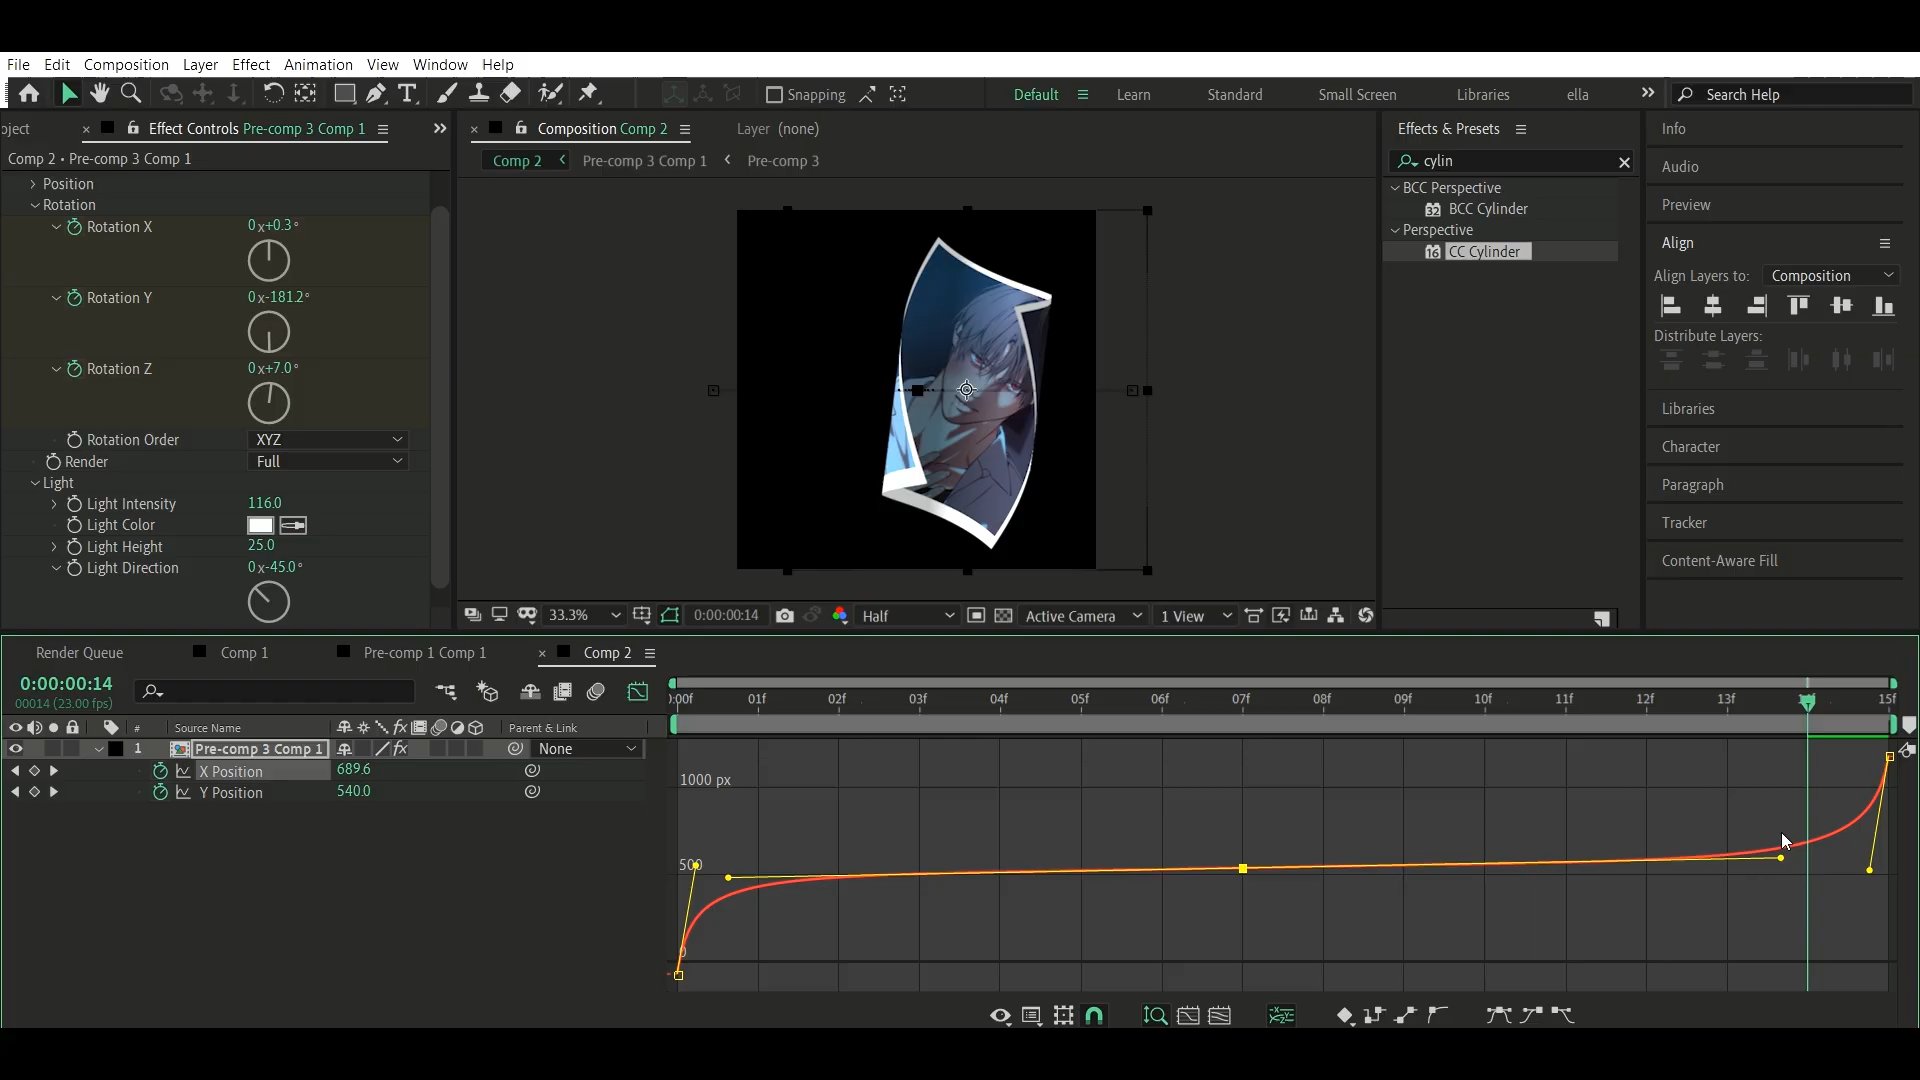 File Edit Composition Layer Effect Animation View Window Help
Snapping Default Learn Standard Small Screen Libraries ella Search Help
oject Effect Controls Pre-comp 3 Comp 1
Comp 2 • Pre-comp 3 Comp 1
Position
Rotation
Rotation X 0x+0.3°
Rotation Y 0x-181.2°
Rotation Z 0x+7.0°
Rotation Order XYZ
Render Full
Light
Light Intensity 116.0
Light Color
Light Height 25.0
Light Direction 0x-45.0°
Composition Comp 2 Layer (none)
Comp 2 Pre-comp 3 Comp 1 Pre-comp 3
33.3% 0:00:00:14 Half Active Camera 1 View
Effects & Presets
cylin
BCC Perspective
32 BCC Cylinder
Perspective
16 CC Cylinder
Info
Audio
Preview
Align
Align Layers to: Composition
Distribute Layers:
Libraries
Character
Paragraph
Tracker
Content-Aware Fill
Render Queue Comp 1 Pre-comp 1 Comp 1 Comp 2
0:00:00:14
00014 (23.00 fps)
# Source Name Parent & Link
1 Pre-comp 3 Comp 1 None
X Position 689.6
Y Position 540.0
):00f 01f 02f 03f 04f 05f 06f 07f 08f 09f 10f 11f 12f 13f 14f 15f
1000 px
500
0